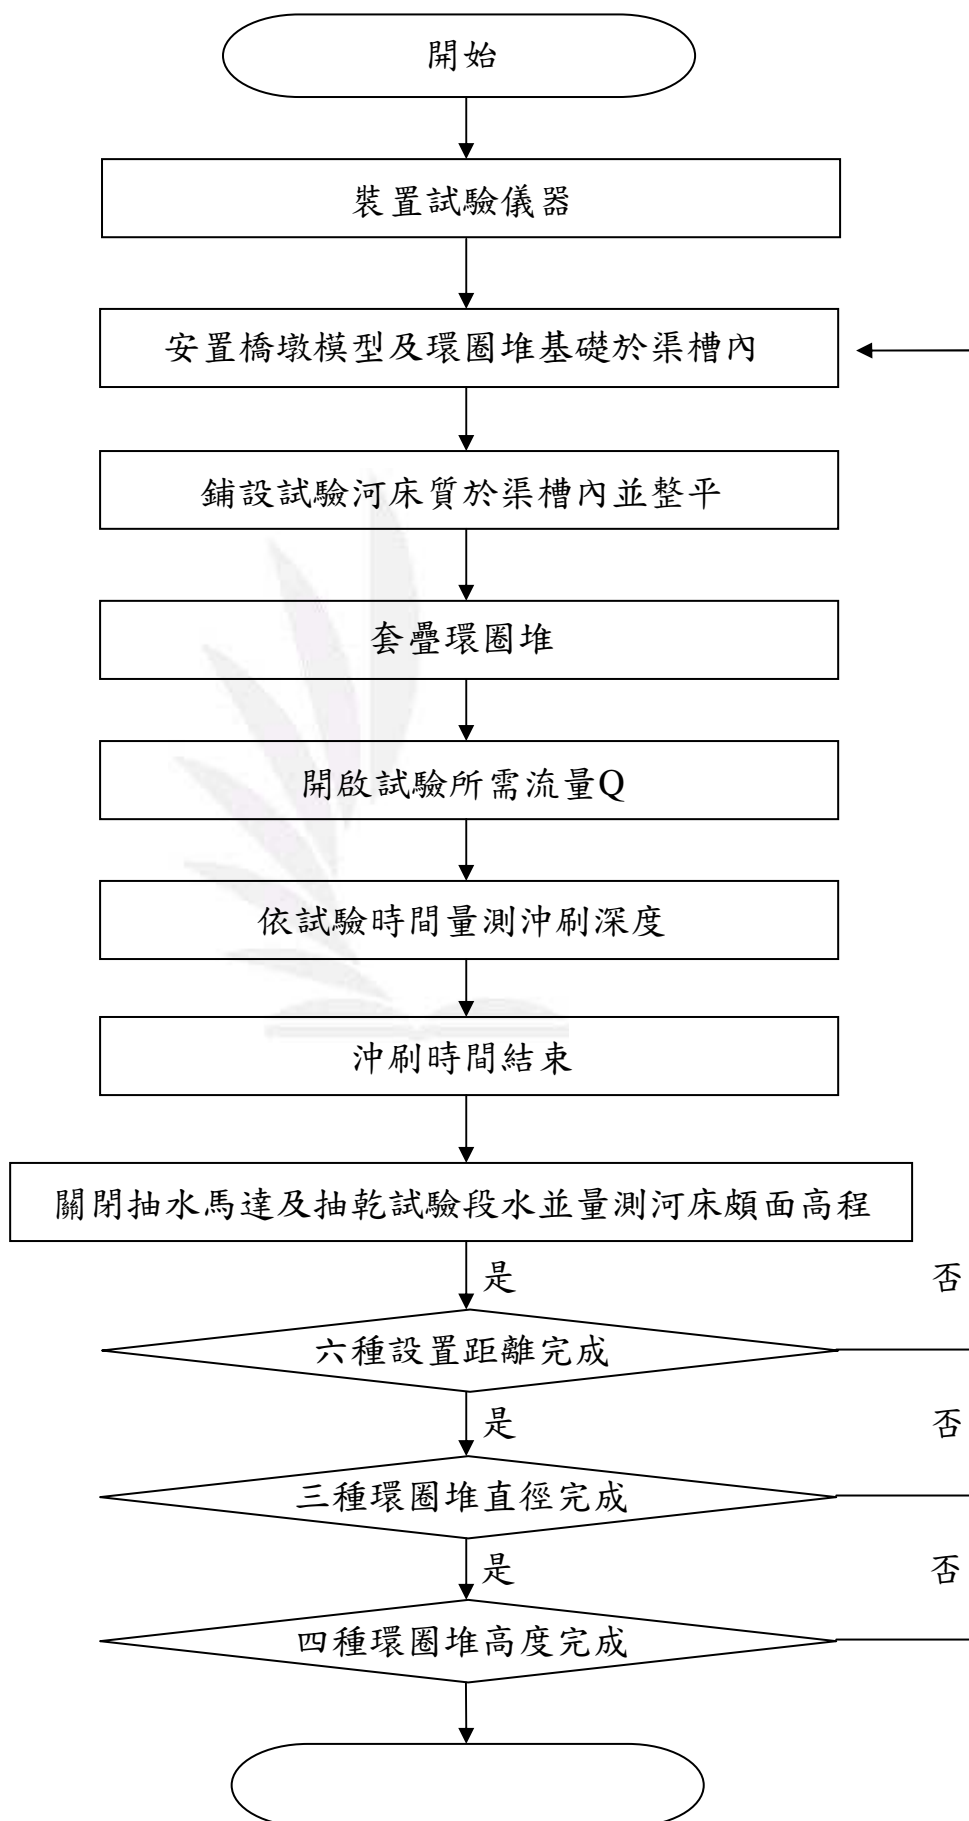 開始
裝置試驗儀器
安置橋墩模型及環圈堆基礎於渠槽內
鋪設試驗河床質於渠槽內並整平
套疊環圈堆
開啟試驗所需流量Q
依試驗時間量測沖刷深度
沖刷時間結束
關閉抽水馬達及抽乾試驗段水並量測河床頗面高程
是
否
六種設置距離完成
是
否
三種環圈堆直徑完成
是
否
四種環圈堆高度完成